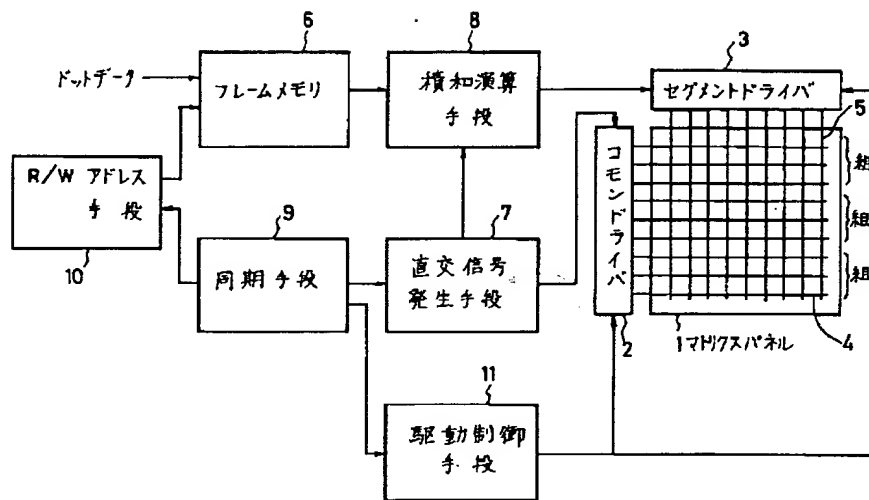 6
8
3
ドットデータ
フレームメモリ
積和演算
手段
セグメントドライバ
5
コモンドライバ
組
組
組
R/W アドレス
手段
10
9
同期手段
7
直交信号
発生手段
2
1マトリクスパネル
4
11
駆動制御
手段